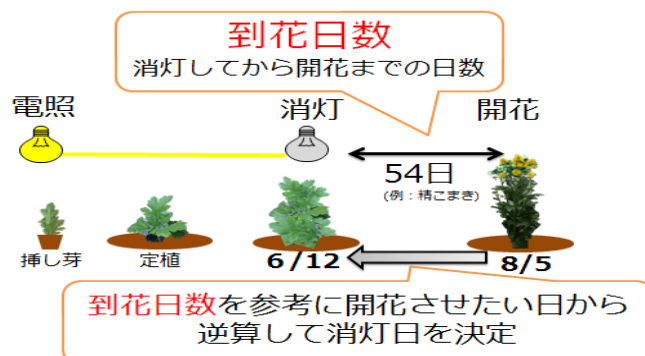 到花日数
消灯してから開花までの日数
電照
消灯
開花
54日
(例：精こまき)
挿し芽
定植
6/12
8/5
到花日数を参考に開花させたい日から
逆算して消灯日を決定